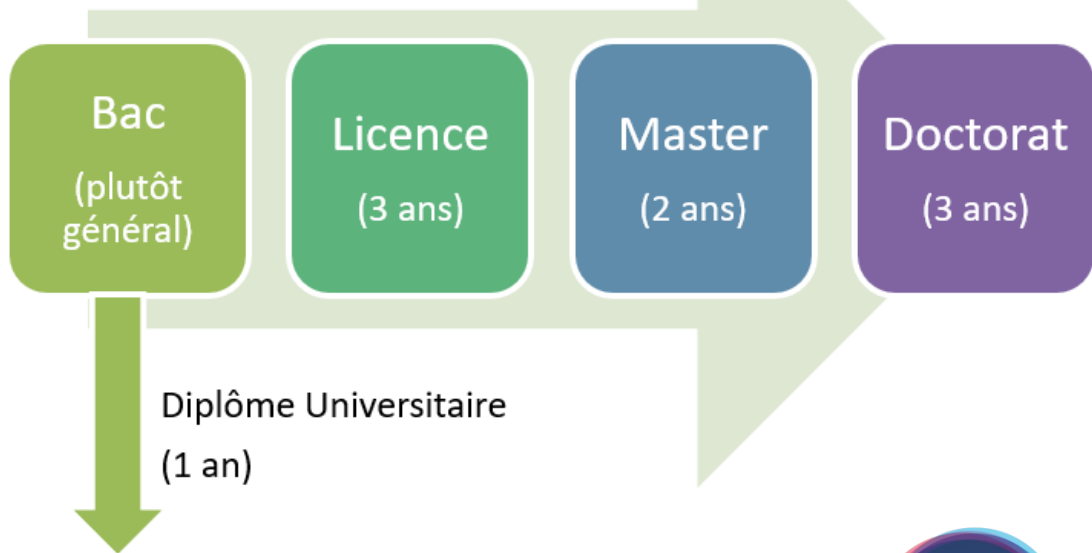 Bac
(plutôt
général)
Licence
(3 ans)
Master
(2 ans)
Doctorat
(3 ans)
Diplôme Universitaire
(1 an)